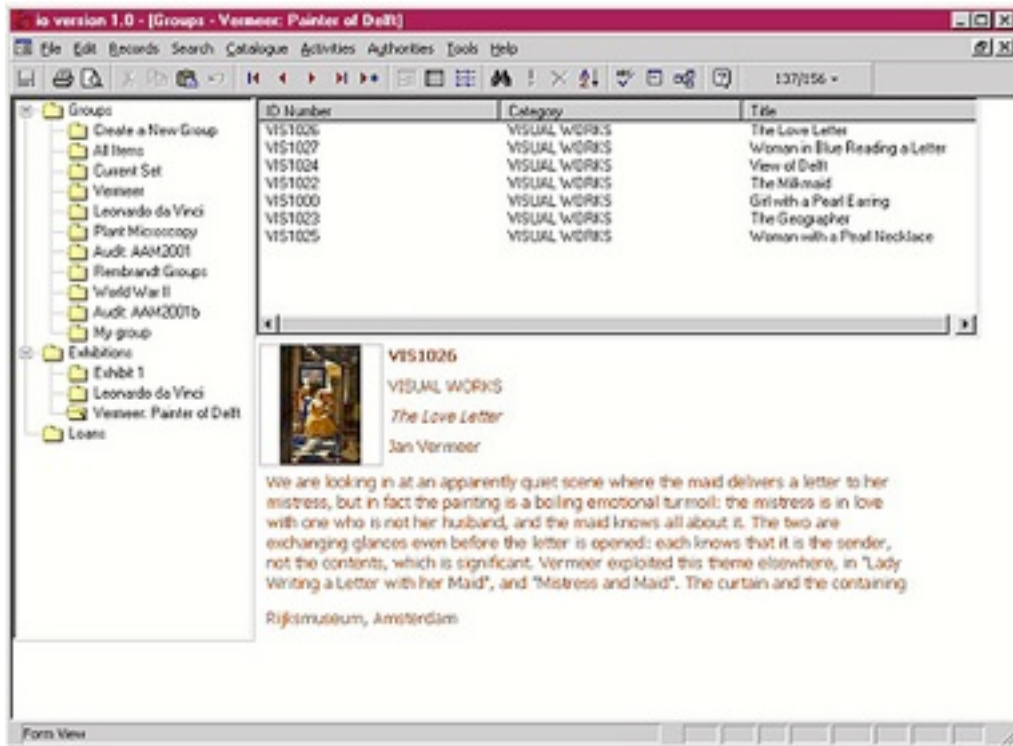 io version 1.0 - [Groups - Vermeer: Painter of Delft]
File Edit Records Search Catalogue Activities Authorities Tools Help
137/156
Groups
Create a New Group
All Items
Current Set
Vermeer
Leonardo da Vinci
Plant Microscopy
Audit: AAM2001
Rembrandt Groups
World War II
Audit: AAM2001b
My group
Exhibitions
Exhibit 1
Leonardo da Vinci
Vermeer: Painter of Delft
Loans
ID Number Category Title
VIS1026 VISUAL WORKS The Love Letter
VIS1027 VISUAL WORKS Woman in Blue Reading a Letter
VIS1024 VISUAL WORKS View of Delft
VIS1022 VISUAL WORKS The Milkmaid
VIS1000 VISUAL WORKS Girl with a Pearl Earring
VIS1023 VISUAL WORKS The Geographer
VIS1025 VISUAL WORKS Woman with a Pearl Necklace
VIS1026
VISUAL WORKS
The Love Letter
Jan Vermeer
We are looking in at an apparently quiet scene where the maid delivers a letter to her
mistress, but in fact the painting is a boiling emotional turmoil: the mistress is in love
with one who is not her husband, and the maid knows all about it. The two are
exchanging glances even before the letter is opened: each knows that it is the sender,
not the contents, which is significant. Vermeer exploited this theme elsewhere, in "Lady
Writing a Letter with her Maid", and "Mistress and Maid". The curtain and the containing
Rijksmuseum, Amsterdam
Form View